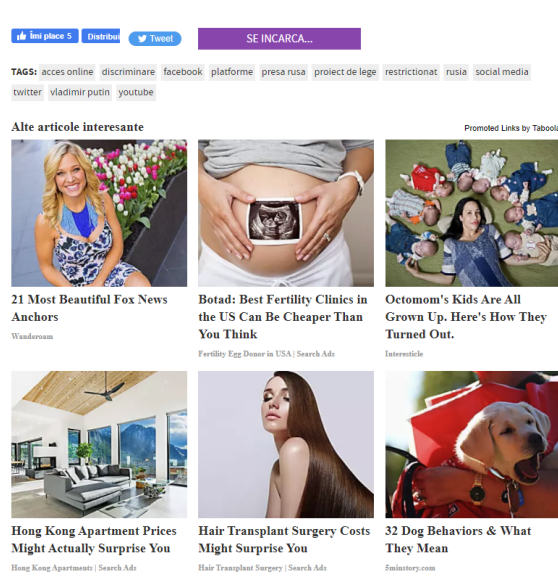 Îmi place 5 Distribui Tweet SE INCARCA...
TAGS: acces online discriminare facebook platforme presa rusa proiect de lege restrictionat rusia social media
twitter vladimir putin youtube
Alte articole interesante Promoted Links by Taboola
21 Most Beautiful Fox News
Anchors
Wanderoam
Botad: Best Fertility Clinics in
the US Can Be Cheaper Than
You Think
Fertility Egg Donor in USA | Search Ads
Octomom's Kids Are All
Grown Up. Here's How They
Turned Out.
Interesticle
Hong Kong Apartment Prices
Might Actually Surprise You
Hong Kong Apartments | Search Ads
Hair Transplant Surgery Costs
Might Surprise You
Hair Transplant Surgery | Search Ads
32 Dog Behaviors & What
They Mean
5minstory.com